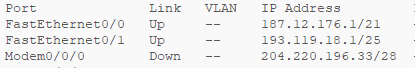 Port Link VLAN IP Address
FastEthernet0/0 Up -- 187.12.176.1/21
FastEthernet0/1 Up -- 193.119.18.1/25
Modem0/0/0 Down -- 204.220.196.33/28